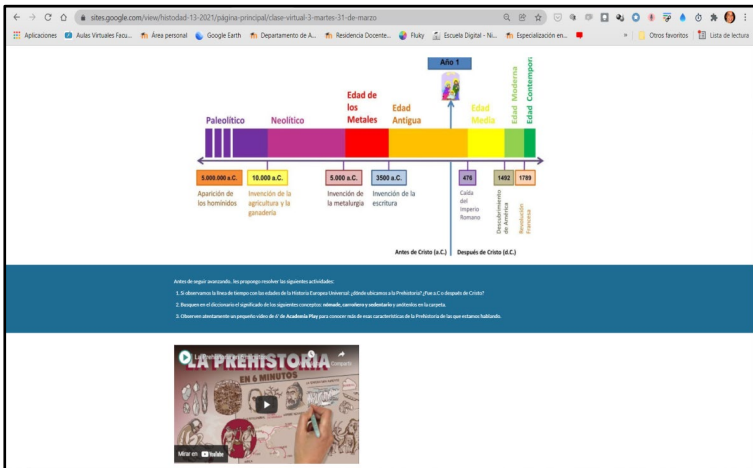 sites.google.com/view/histodad-13-2021/página-principal/clase-virtual-3-martes-31-de-marzo
Aplicaciones Aulas Virtuales Facu... Área personal Google Earth Departamento de A... Residencia Docente... Fluky Escuela Digital - Ni... Especialización en... » Otros favoritos Lista de lectura
Año 1
Paleolítico
Neolítico
Edad de los Metales
Edad Antigua
Edad Media
Edad Moderna
Edad Contempor
5.000.000 a.C.
10.000 a.C.
5.000 a.C.
3500 a.C.
476
1492
1789
Aparición de los homínidos
Invención de la agricultura y la ganadería
Invención de la metalurgia
Invención de la escritura
Caída del Imperio Romano
Descubrimiento de América
Revolución Francesa
Antes de Cristo (a.C.)
Después de Cristo (d.C.)
Antes de seguir avanzando, les propongo resolver las siguientes actividades:
1. Si observamos la línea de tiempo con las edades de la Historia Europea Universal: ¿dónde ubicamos a la Prehistoria? ¿Fue a.C o después de Cristo?
2. Busquen en el diccionario el significado de los siguientes conceptos: nómade, carroñero y sedentario y anótenlos en la carpeta.
3. Observen atentamente un pequeño video de 6' de Academia Play para conocer más de esas características de la Prehistoria de las que estamos hablando.
LA PREHISTORIA
EN 6 MINUTOS
Mirar en YouTube